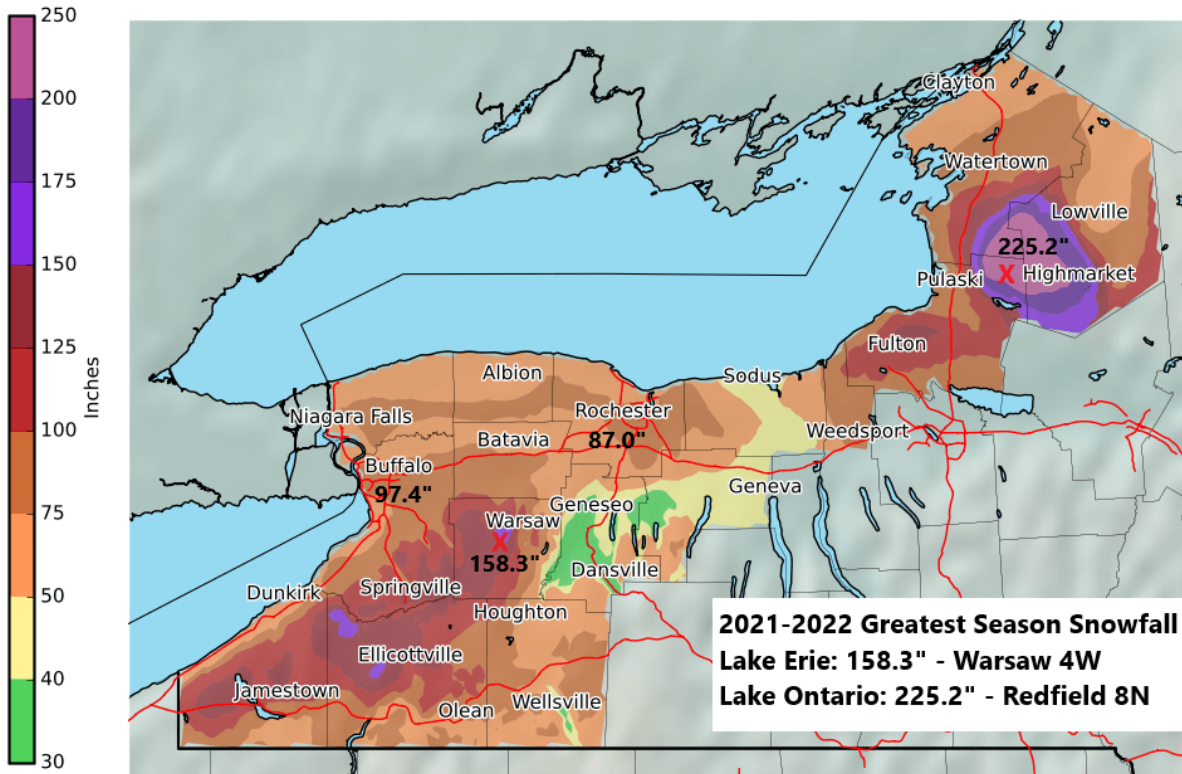 250
200
175
150
125
100
75
50
40
30
Inches
Clayton
Watertown
Lowville
225.2"
X
Highmarket
Pulaski
Fulton
Sodus
Albion
Rochester
87.0"
Niagara Falls
Batavia
Weedsport
Buffalo
97.4"
Geneva
Geneseo
Warsaw
X
158.3"
Dansville
Springville
Dunkirk
Houghton
Ellicottville
Jamestown
Olean
Wellsville
2021-2022 Greatest Season Snowfall
Lake Erie: 158.3" - Warsaw 4W
Lake Ontario: 225.2" - Redfield 8N